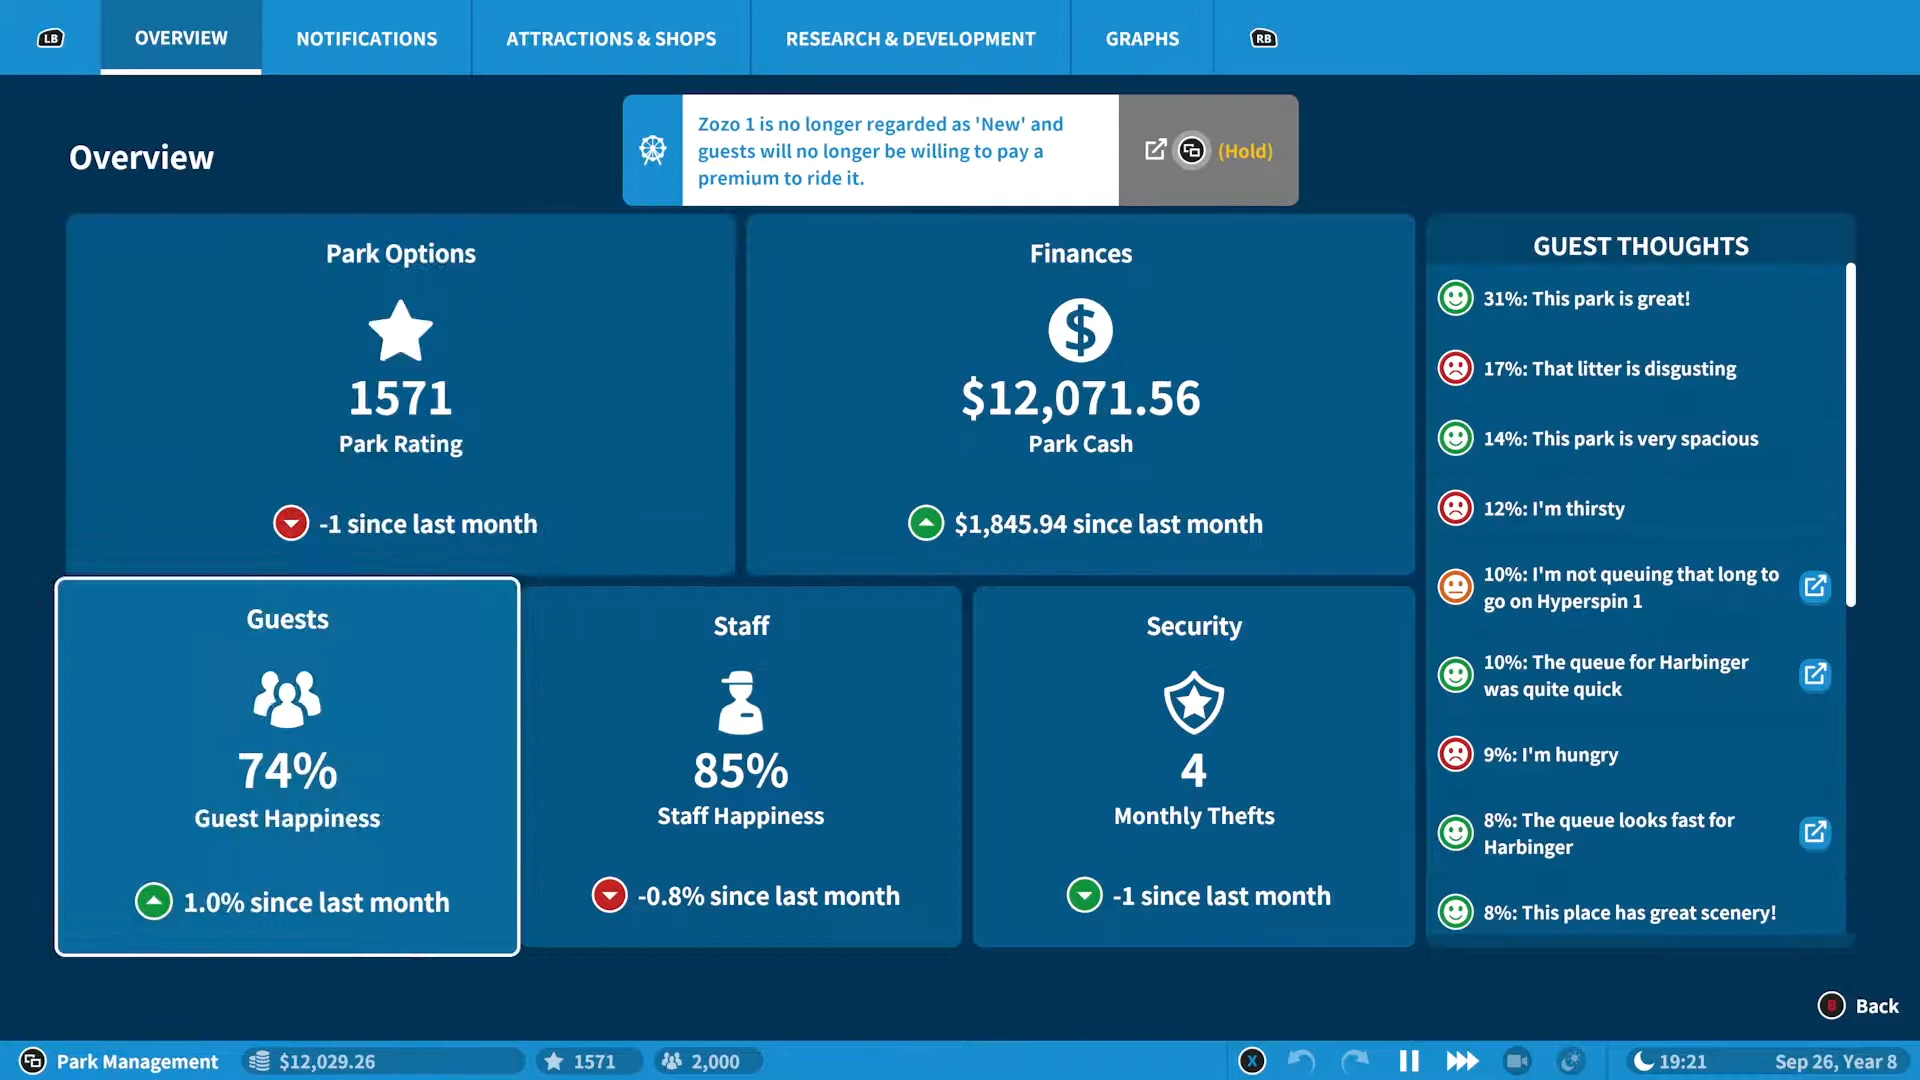 LB
OVERVIEW
NOTIFICATIONS
ATTRACTIONS & SHOPS
RESEARCH & DEVELOPMENT
GRAPHS
RB
Overview
Zozo 1 is no longer regarded as 'New' and
guests will no longer be willing to pay a
premium to ride it.
(Hold)
Park Options
1571
Park Rating
-1 since last month
Finances
$
$12,071.56
Park Cash
$1,845.94 since last month
Guests
74%
Guest Happiness
1.0% since last month
Staff
85%
Staff Happiness
-0.8% since last month
Security
4
Monthly Thefts
-1 since last month
GUEST THOUGHTS
31%: This park is great!
17%: That litter is disgusting
14%: This park is very spacious
12%: I'm thirsty
10%: I'm not queuing that long to
go on Hyperspin 1
10%: The queue for Harbinger
was quite quick
9%: I'm hungry
8%: The queue looks fast for
Harbinger
8%: This place has great scenery!
B Back
Park Management
$12,029.26
1571
2,000
X
19:21
Sep 26, Year 8